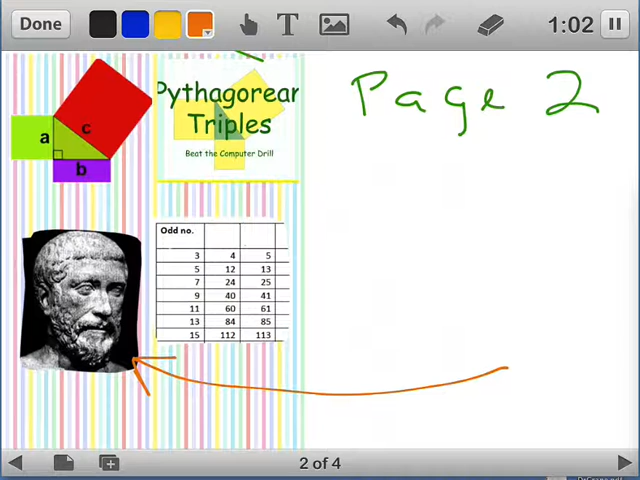 Done
1:02
a
c
b
Pythagorean
Triples
Beat the Computer Drill
Page 2
Odd no.
3 4 5
5 12 13
7 24 25
9 40 41
11 60 61
13 84 85
15 112 113
2 of 4